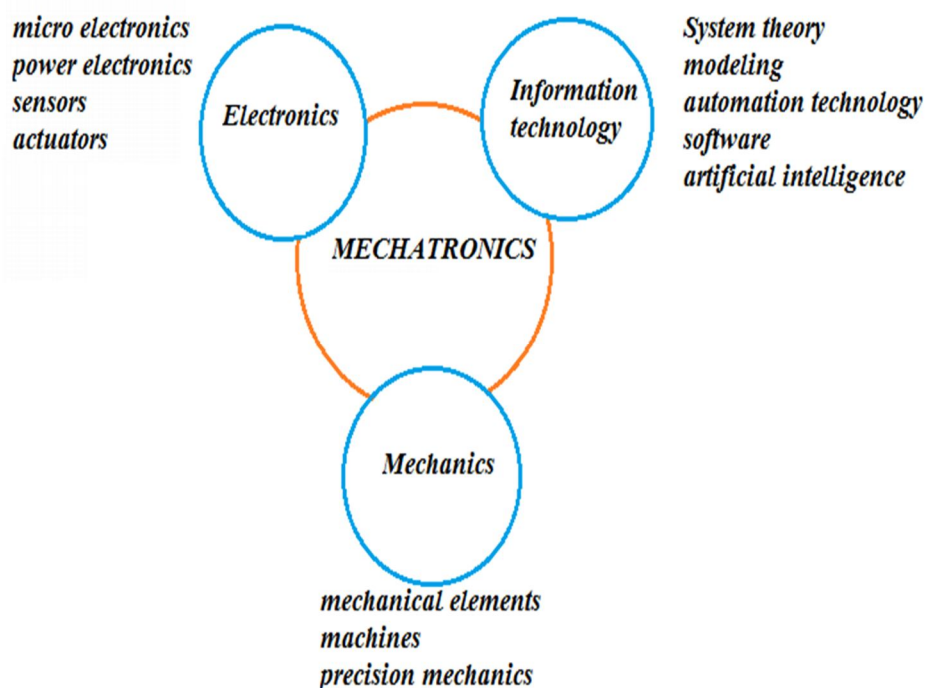 micro electronics
power electronics
sensors
actuators
Electronics
Information
technology
System theory
modeling
automation technology
software
artificial intelligence
MECHATRONICS
Mechanics
mechanical elements
machines
precision mechanics